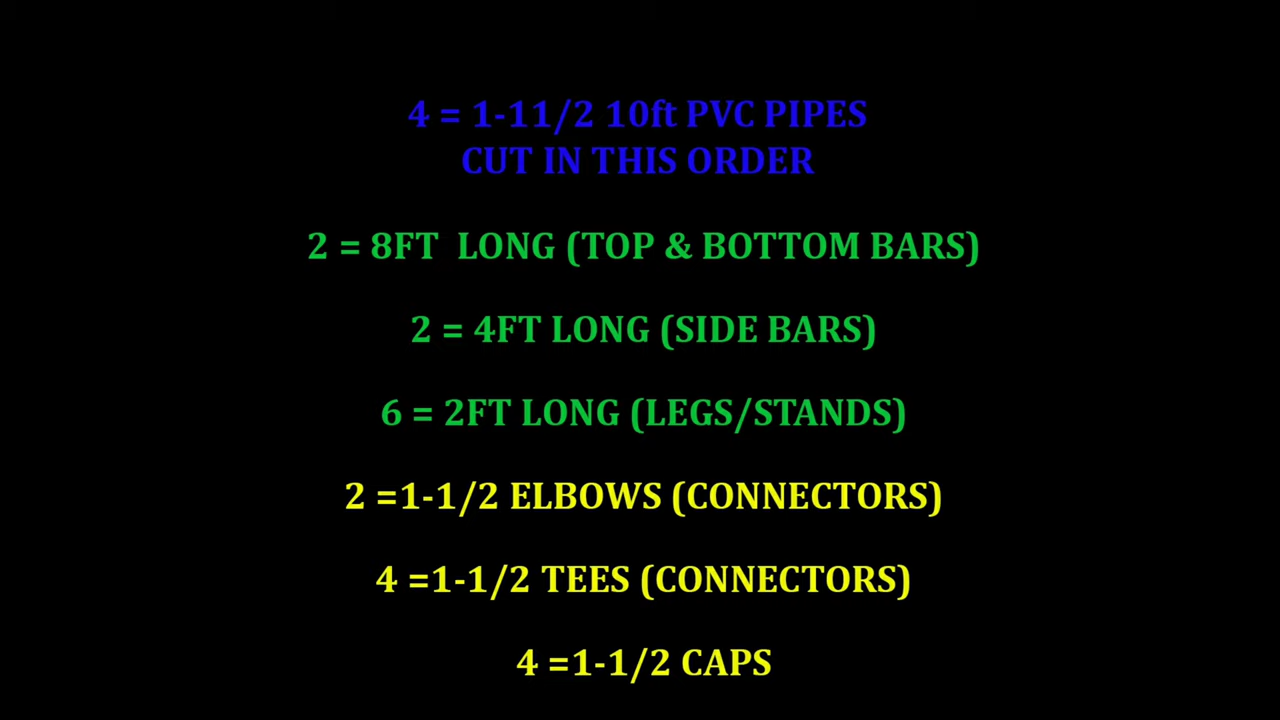 4 = 1-11/2 10ft PVC PIPES
CUT IN THIS ORDER
2 = 8FT LONG (TOP & BOTTOM BARS)
2 = 4FT LONG (SIDE BARS)
6 = 2FT LONG (LEGS/STANDS)
2 =1-1/2 ELBOWS (CONNECTORS)
4 =1-1/2 TEES (CONNECTORS)
4 =1-1/2 CAPS